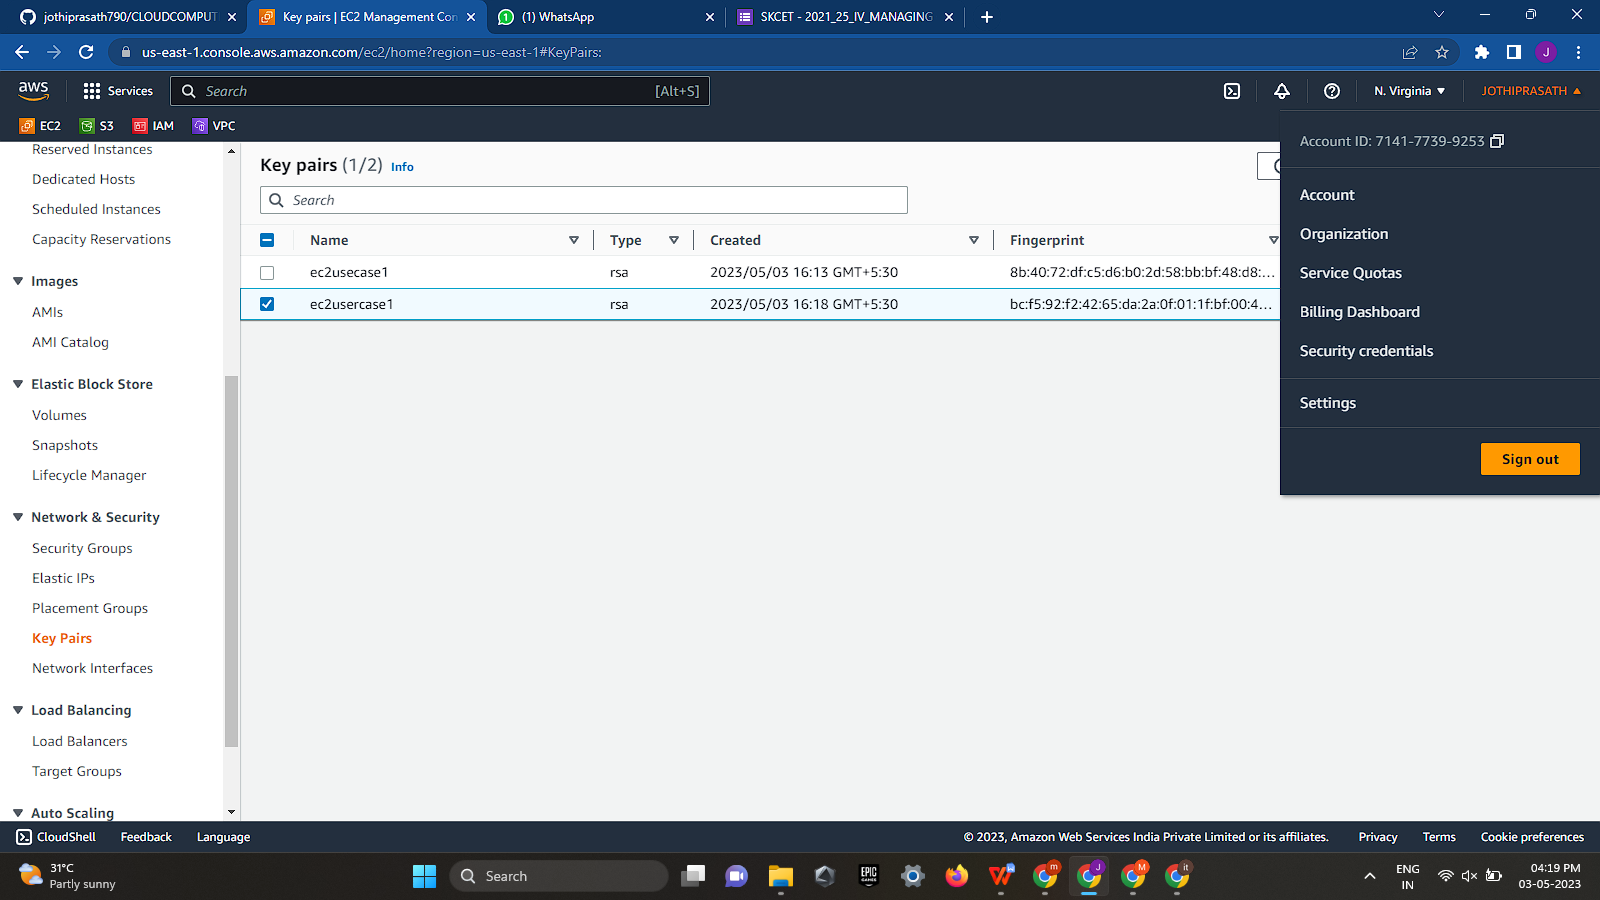 jothiprasath790/CLOUDCOMPUT
Key pairs | EC2 Management Con
(1) WhatsApp
SKCET - 2021_25_IV_MANAGING
us-east-1.console.aws.amazon.com/ec2/home?region=us-east-1#KeyPairs:
J
aws
Services
Search
[Alt+S]
N. Virginia
JOTHIPRASATH
EC2
S3
IAM
VPC
Account ID: 7141-7739-9253
Account
Organization
Service Quotas
Billing Dashboard
Security credentials
Settings
Sign out
Reserved Instances
Dedicated Hosts
Scheduled Instances
Capacity Reservations
Images
AMIs
AMI Catalog
Elastic Block Store
Volumes
Snapshots
Lifecycle Manager
Network & Security
Security Groups
Elastic IPs
Placement Groups
Key Pairs
Network Interfaces
Load Balancing
Load Balancers
Target Groups
Auto Scaling
Key pairs (1/2) Info
Search
Name Type Created Fingerprint
ec2usecase1 rsa 2023/05/03 16:13 GMT+5:30 8b:40:72:df:c5:d6:b0:2d:58:bb:bf:48:d8:...
ec2usercase1 rsa 2023/05/03 16:18 GMT+5:30 bc:f5:92:f2:42:65:da:2a:0f:01:1f:bf:00:4...
CloudShell Feedback Language
© 2023, Amazon Web Services India Private Limited or its affiliates. Privacy Terms Cookie preferences
31°C
Partly sunny
Search
EPIC GAMES
m
J
M
it
ENG
IN
04:19 PM
03-05-2023